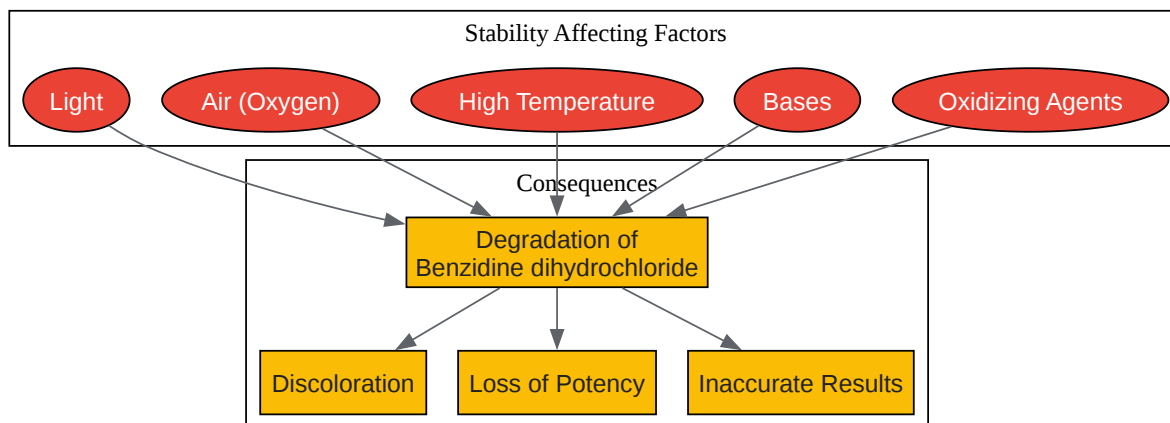 Stability Affecting Factors
Light
Air (Oxygen)
High Temperature
Bases
Oxidizing Agents
Consequences
Degradation of
Benzidine dihydrochloride
Discoloration
Loss of Potency
Inaccurate Results